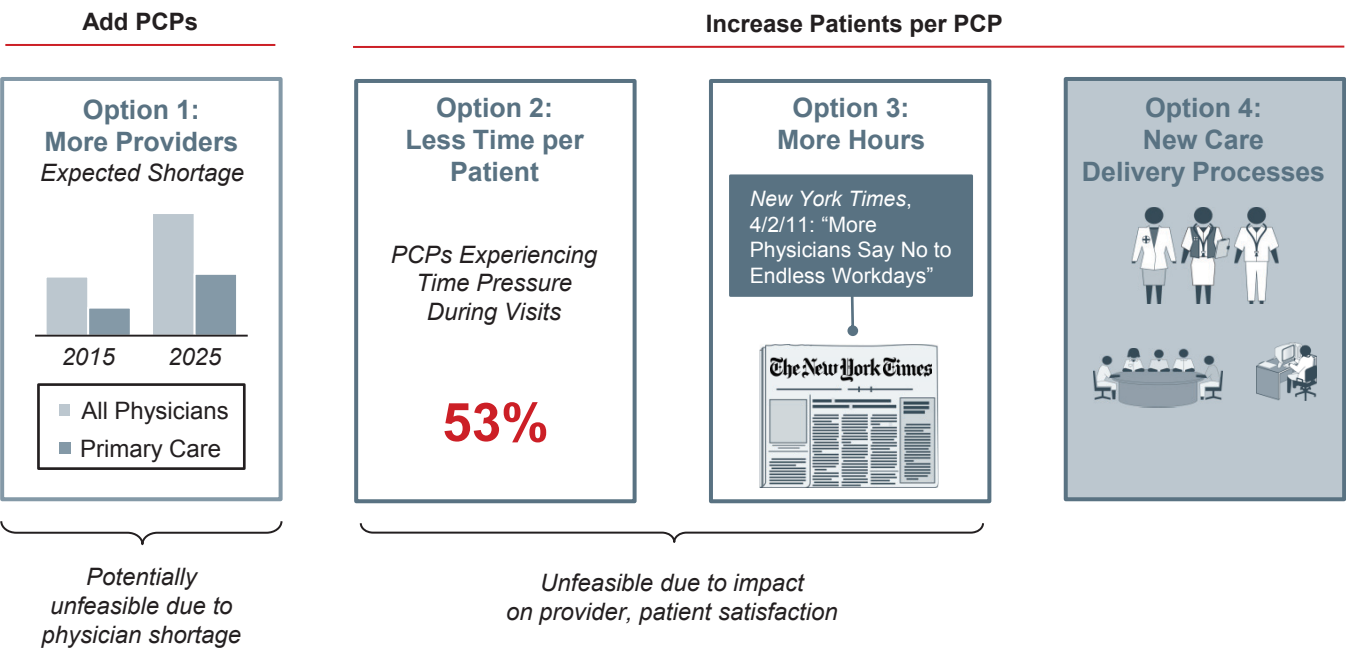 Add PCPs
Increase Patients per PCP
Option 1:
More Providers
Expected Shortage
2015
2025
All Physicians
Primary Care
Option 2:
Less Time per
Patient
PCPs Experiencing
Time Pressure
During Visits
53%
Option 3:
More Hours
New York Times,
4/2/11: “More
Physicians Say No to
Endless Workdays”
The New York Times
Option 4:
New Care
Delivery Processes
Potentially
unfeasible due to
physician shortage
Unfeasible due to impact
on provider, patient satisfaction